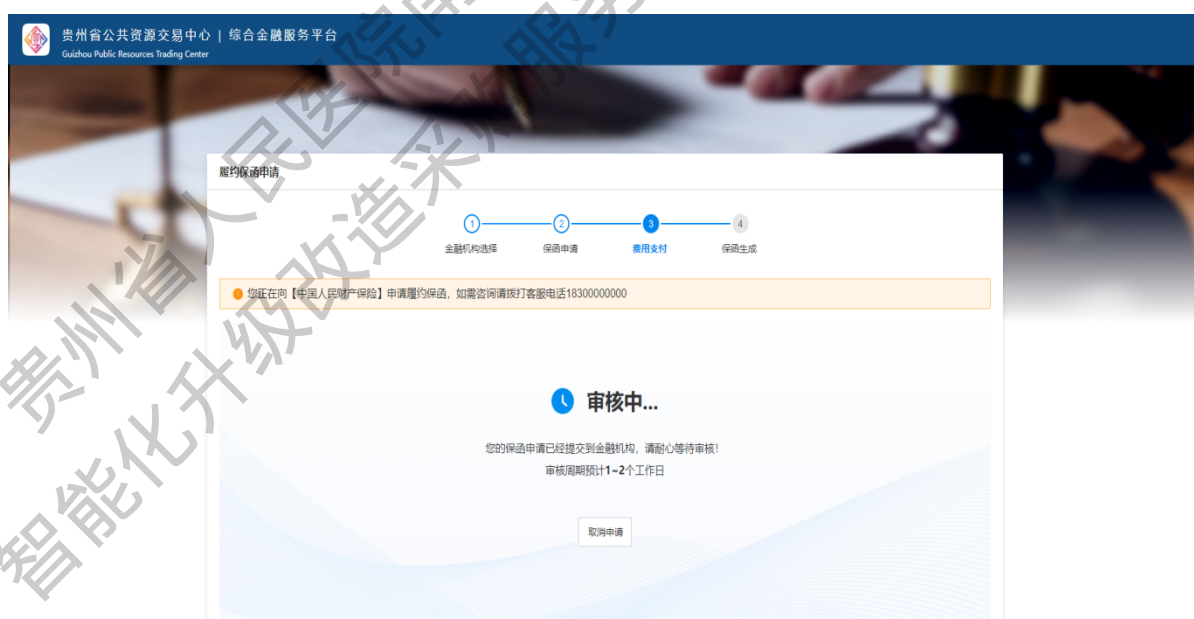 贵州省公共资源交易中心 | 综合金融服务平台
Guizhou Public Resources Trading Center
履约保函申请
1 2 3 4
金融机构选择 保函申请 费用支付 保函生成
您正在向【中国人民财产保险】申请履约保函，如需咨询请拨打客服电话18300000000
审核中...
您的保函申请已经提交到金融机构，请耐心等待审核！
审核周期预计1~2个工作日
取消申请
贵州省人民医院南
智能化升级改造采购服务